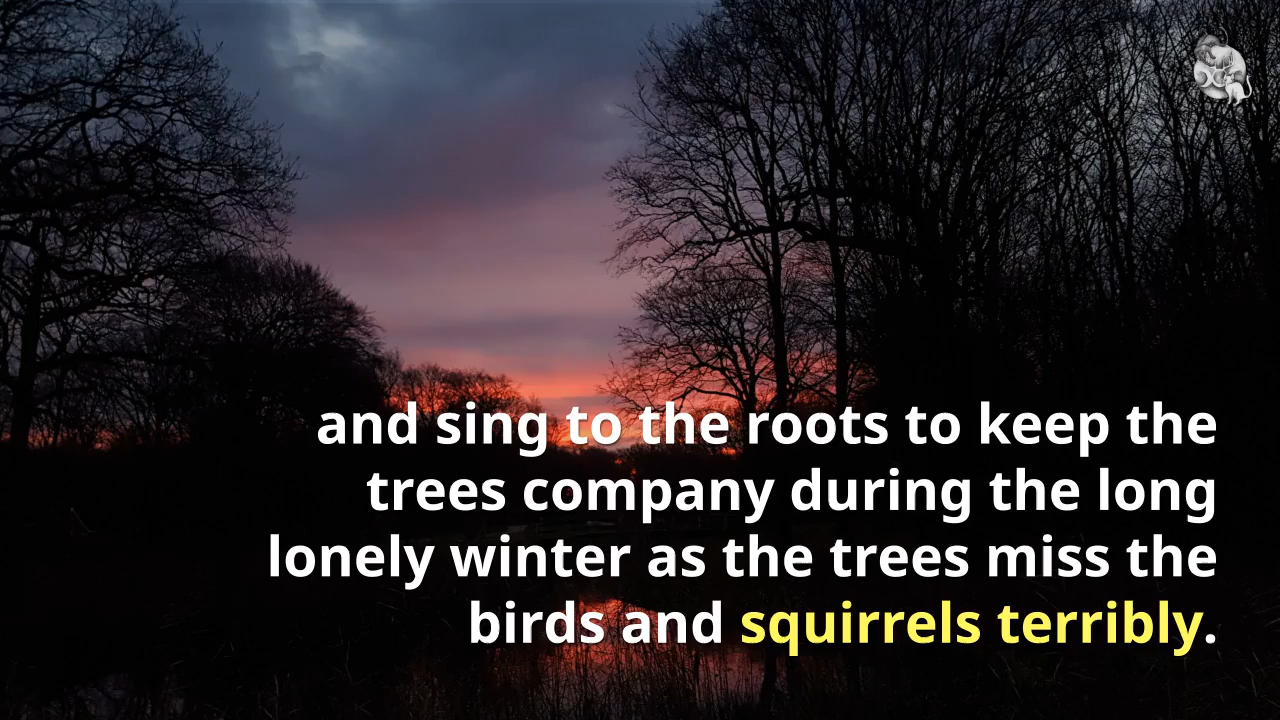 and sing to the roots to keep the
trees company during the long
lonely winter as the trees miss the
birds and squirrels terribly.